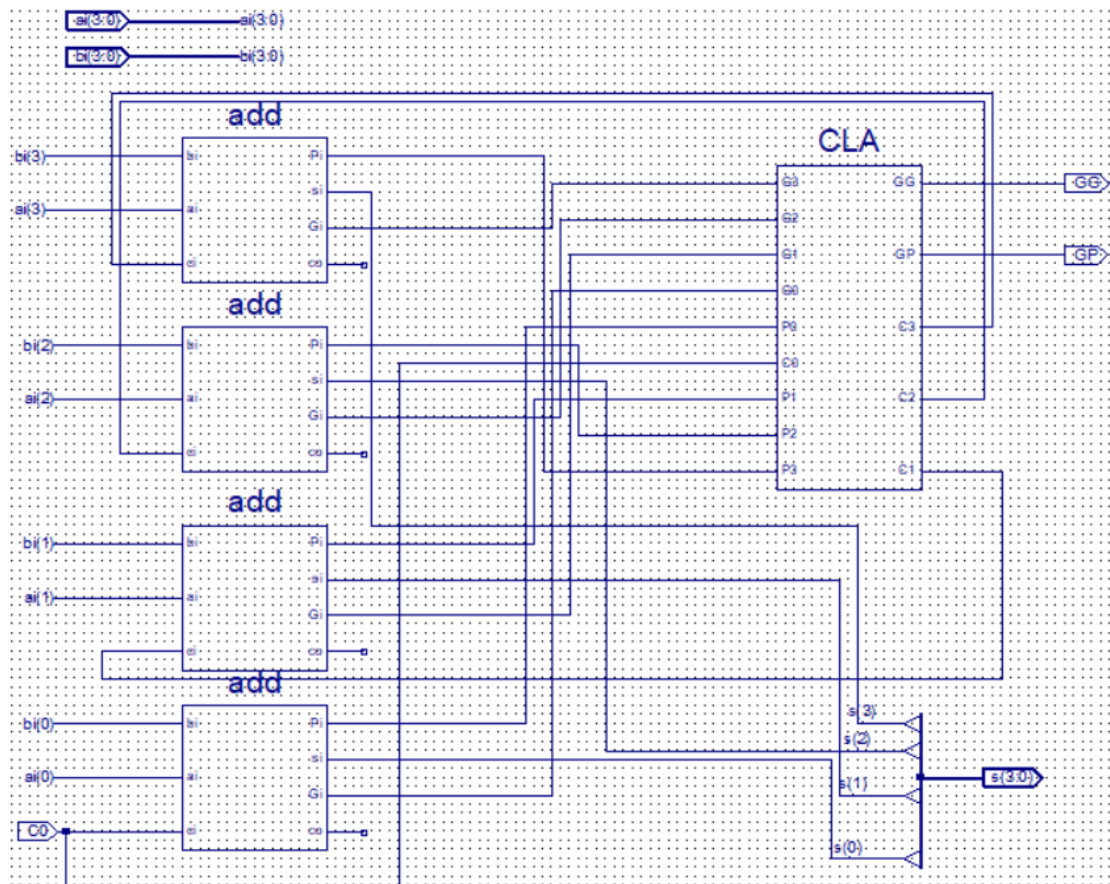 ai(3:0) ai(3:0)
bi(3:0) bi(3:0)
add
bi(3) bi Pi
si
ai(3) ai
Gi
ci co
CLA
G3 GG GG
G2
G1 GP GP
G0
P0 C3
C0
P1 C2
P2
P3 C1
add
bi(2) bi Pi
si
ai(2) ai
Gi
ci co
add
bi(1) bi Pi
si
ai(1) ai
Gi
ci co
add
bi(0) bi Pi
si
ai(0) ai
Gi
C0 ci co
s(3)
s(2)
s(3:0)
s(1)
s(0)